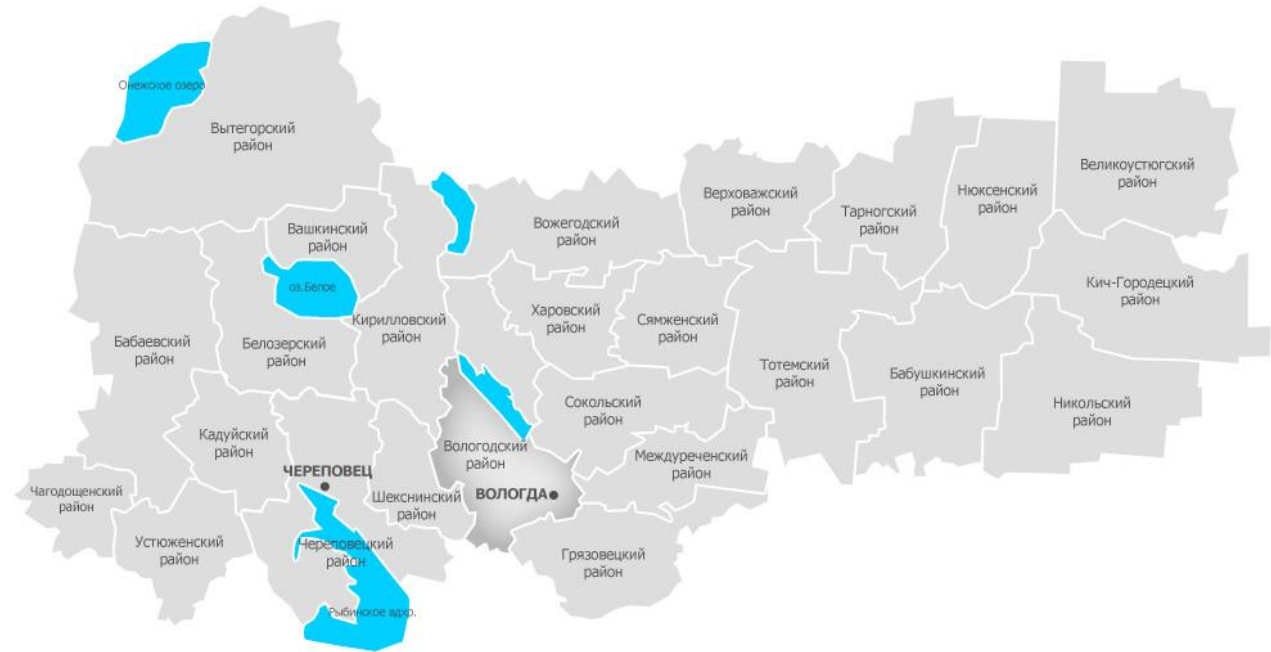 Онежское озеро
Вытегорский
район
Великоустюгский
район
Верховажский
район
Нюксенский
район
Тарногский
район
Вашкинский
район
Вожегодский
район
оз.Белое
Кич-Городецкий
район
Харовский
район
Сямженский
район
Кирилловский
район
Бабаевский
район
Белозерский
район
Тотемский
район
Бабушкинский
район
Сокольский
район
Никольский
район
Кадуйский
район
Вологодский
район
Междуреченский
район
ЧЕРЕПОВЕЦ
Чагодощенский
район
Шекснинский
район
ВОЛОГДА
Устюженский
район
Череповецкий
район
Грязовецкий
район
Рыбинское вдхр.